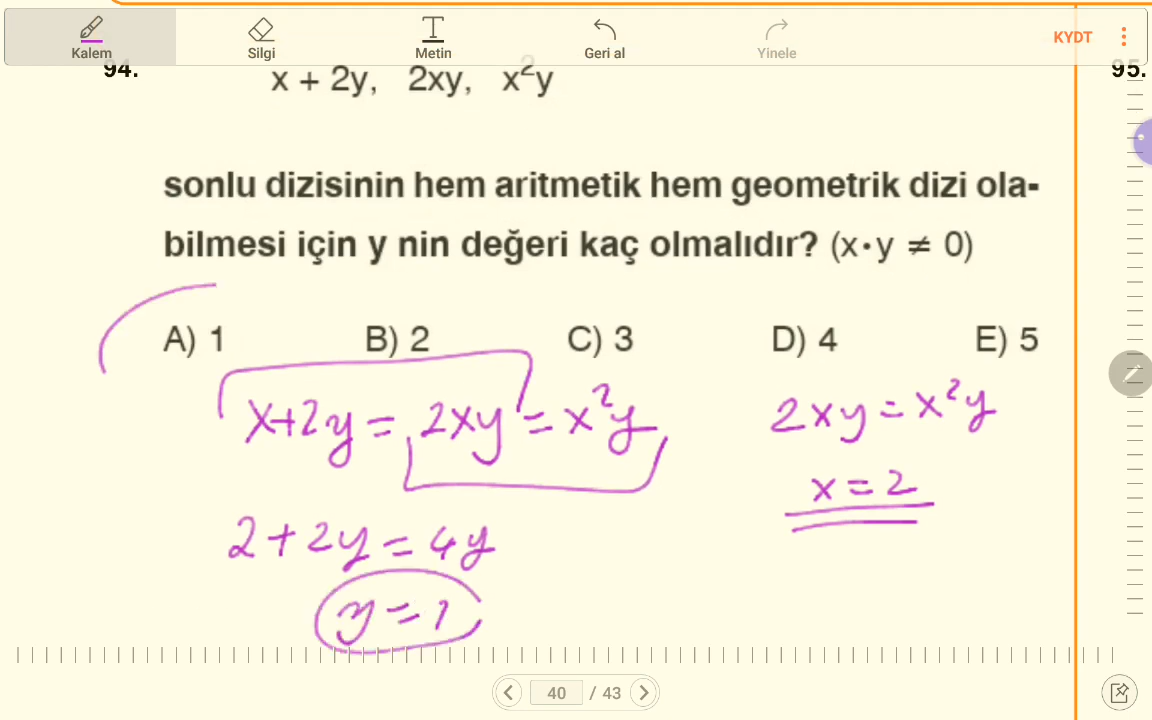 Kalem Silgi Metin Geri al Yinele KYDT
94. x + 2y, 2xy, x²y 95.
sonlu dizisinin hem aritmetik hem geometrik dizi ola-
bilmesi için y nin değeri kaç olmalıdır? (x·y ≠ 0)
A) 1 B) 2 C) 3 D) 4 E) 5
x+2y = 2xy = x²y 2xy = x²y
x = 2
2 + 2y = 4y
y = 1
40 / 43